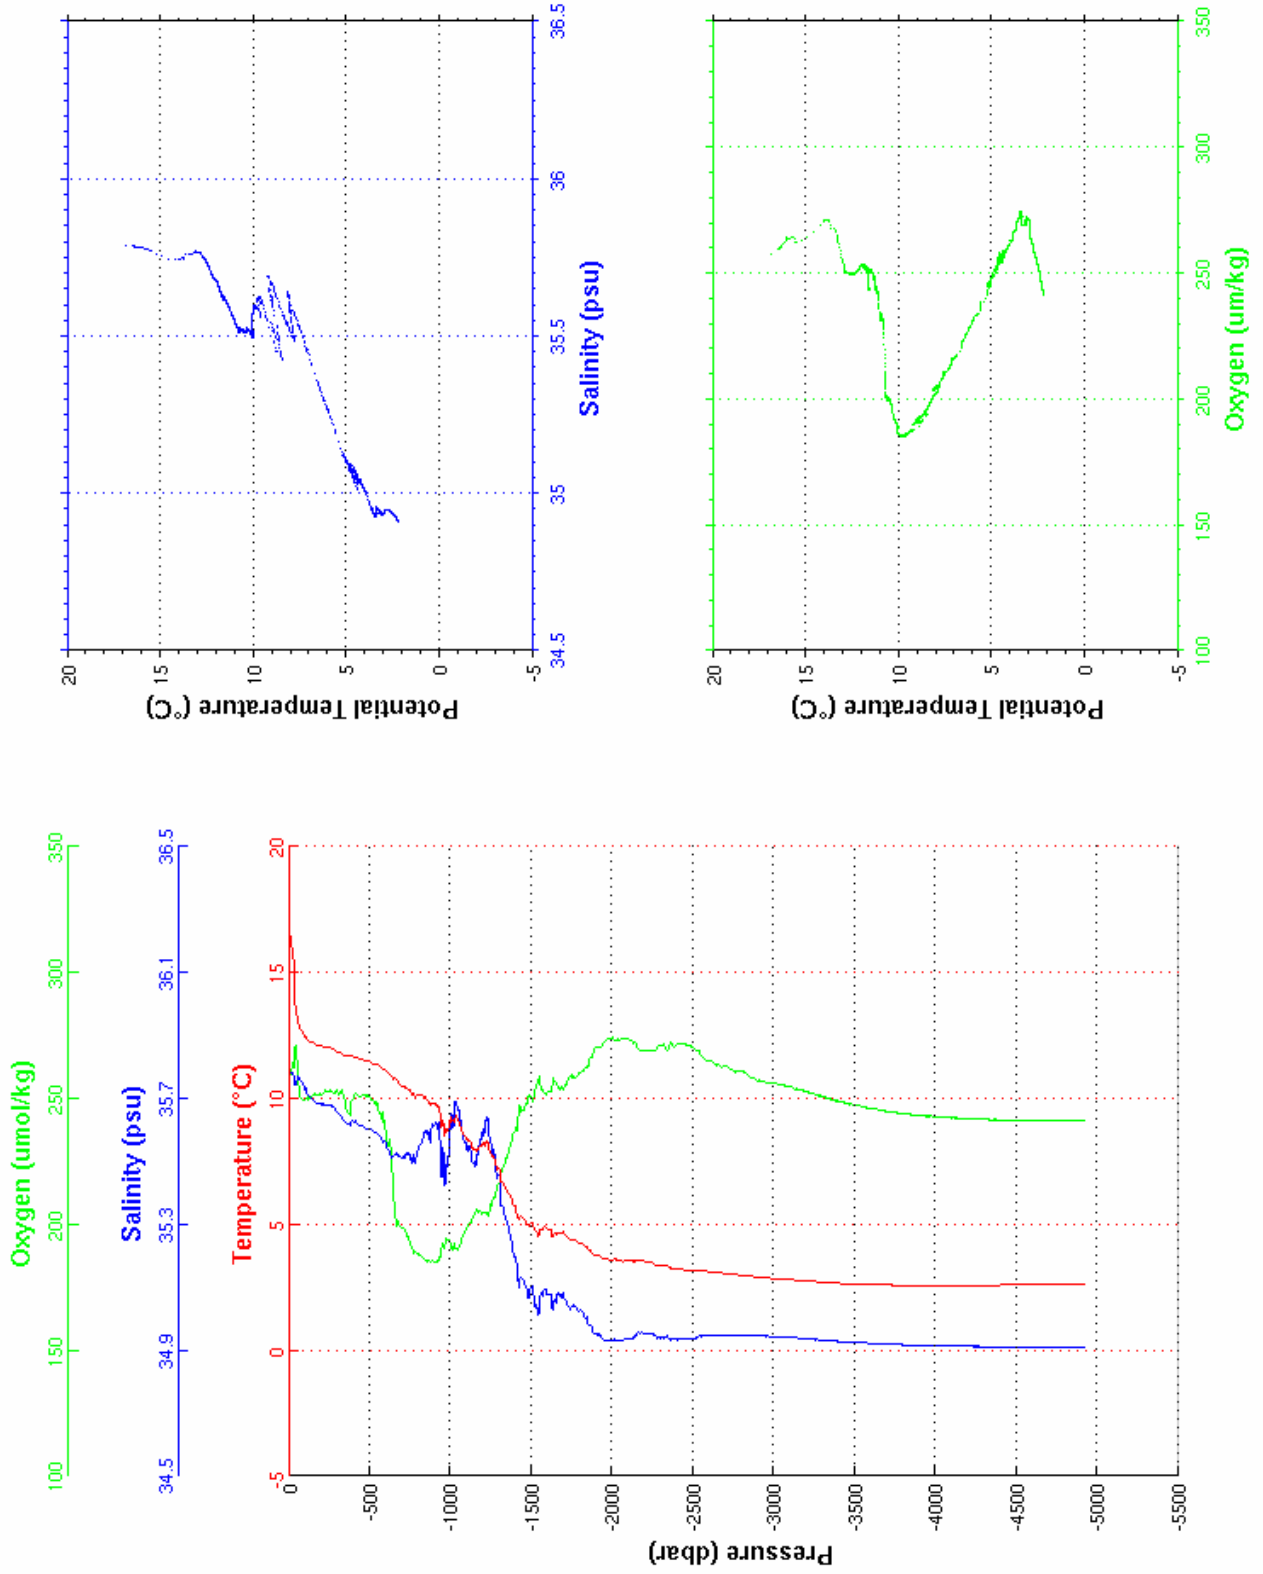 Oxygen (umol/kg)
100 150 200 250 300 350
Salinity (psu)
34.5 34.9 35.3 35.7 36.1 36.5
Temperature (°C)
-5 0 5 10 15 20
Pressure (dbar)
0
-500
-1000
-1500
-2000
-2500
-3000
-3500
-4000
-4500
-5000
-5500
Potential Temperature (°C)
20
15
10
5
0
-5
34.5 35 35.5 36 36.5
Salinity (psu)
Potential Temperature (°C)
20
15
10
5
0
-5
100 150 200 250 300 350
Oxygen (um/kg)